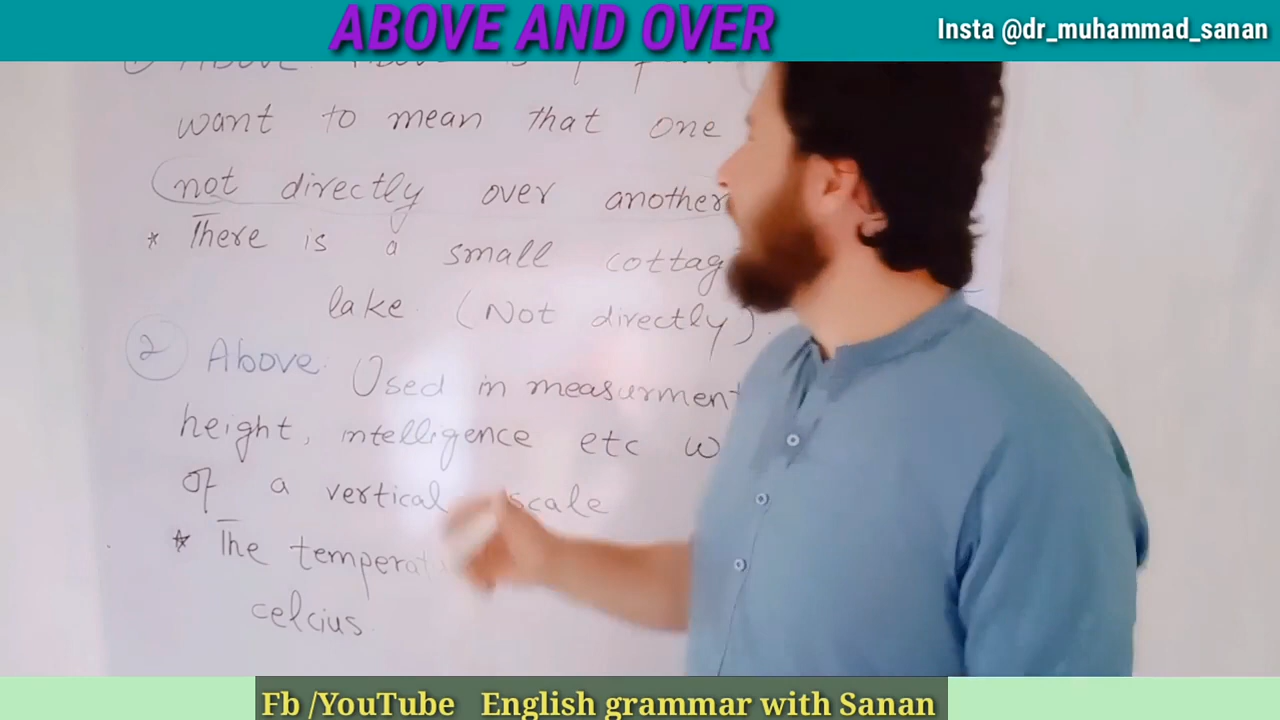 ABOVE AND OVER
Insta @dr_muhammad_sanan
Above
want to mean that one
not directly over another
* There is a small cottag
lake (Not directly).
2 Above. Used in measurment
height, intelligence etc w
of a vertical scale
* The temperat
celcius.
Fb /YouTube English grammar with Sanan